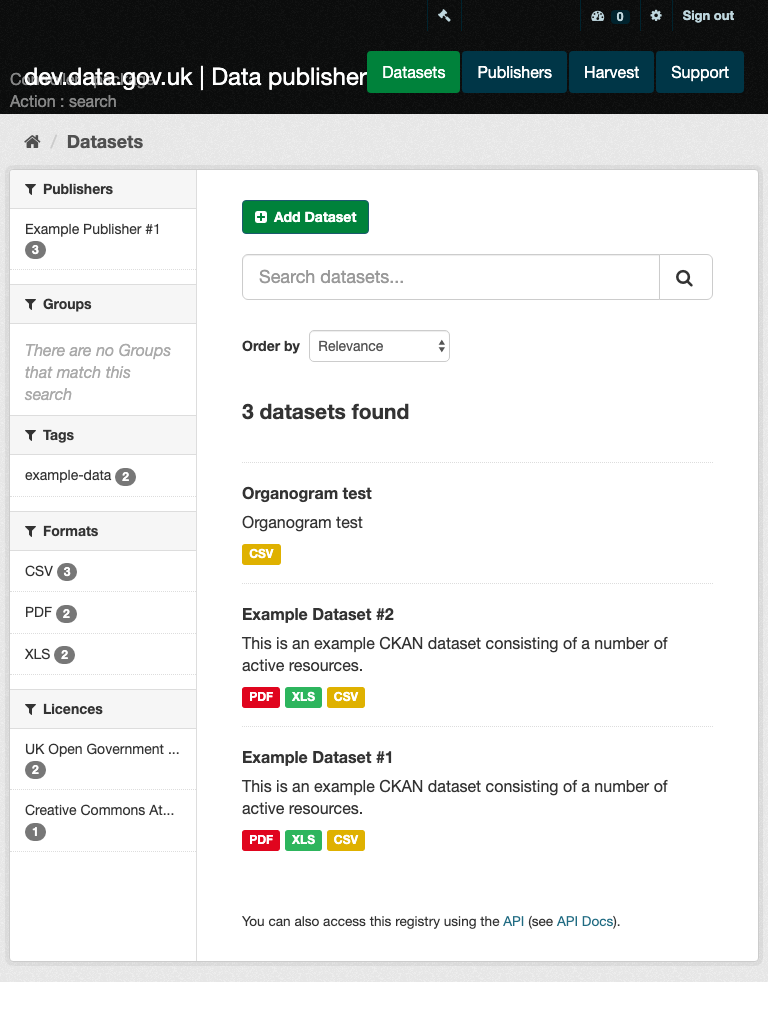 0
Sign out
dev.data.gov.uk | Data publisher
Controller : package
Action : search
Datasets
Publishers
Harvest
Support
/ Datasets
Publishers
Example Publisher #1
3
Groups
There are no Groups
that match this
search
Tags
example-data 2
Formats
CSV 3
PDF 2
XLS 2
Licences
UK Open Government ...
2
Creative Commons At...
1
Add Dataset
Search datasets...
Order by Relevance
3 datasets found
Organogram test
Organogram test
CSV
Example Dataset #2
This is an example CKAN dataset consisting of a number of
active resources.
PDF XLS CSV
Example Dataset #1
This is an example CKAN dataset consisting of a number of
active resources.
PDF XLS CSV
You can also access this registry using the API (see API Docs).